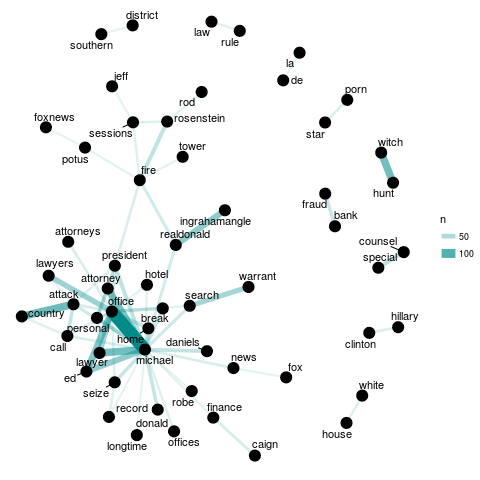 district
southern
law
rule
la
de
jeff
rod
porn
foxnews
sessions
rosenstein
star
potus
tower
witch
fire
hunt
ingrahamangle
fraud
bank
attorneys
realdonald
counsel
n
president
special
50
lawyers
hotel
100
attorney
warrant
attack
office
search
country
personal
break
hillary
call
home
daniels
clinton
lawyer
michael
news
ed
fox
seize
white
robe
record
finance
donald
house
longtime
offices
caign